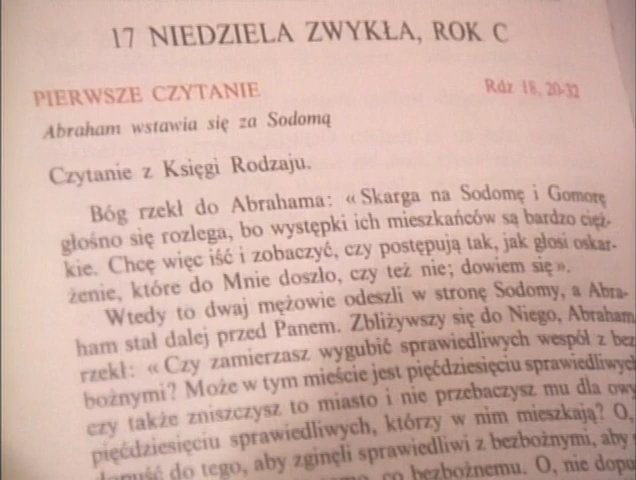 17 NIEDZIELA ZWYKŁA, ROK C
PIERWSZE CZYTANIE Rdz 18, 20-32
Abraham wstawia się za Sodomą
Czytanie z Księgi Rodzaju.
Bóg rzekł do Abrahama: «Skarga na Sodomę i Gomorę
głośno się rozlega, bo występki ich mieszkańców są bardzo cięż-
kie. Chcę więc iść i zobaczyć, czy postępują tak, jak głosi oskar-
żenie, które do Mnie doszło, czy też nie; dowiem się».
Wtedy to dwaj mężowie odeszli w stronę Sodomy, a Abra-
ham stał dalej przed Panem. Zbliżywszy się do Niego, Abraham
rzekł: «Czy zamierzasz wygubić sprawiedliwych wespół z bez
bożnymi? Może w tym mieście jest pięćdziesięciu sprawiedliwych
czy także zniszczysz to miasto i nie przebaczysz mu dla owy
pięćdziesięciu sprawiedliwych, którzy w nim mieszkają? O,
dopuść do tego, aby zginęli sprawiedliwi z bezbożnymi, aby
co bezbożnemu. O, nie dopu